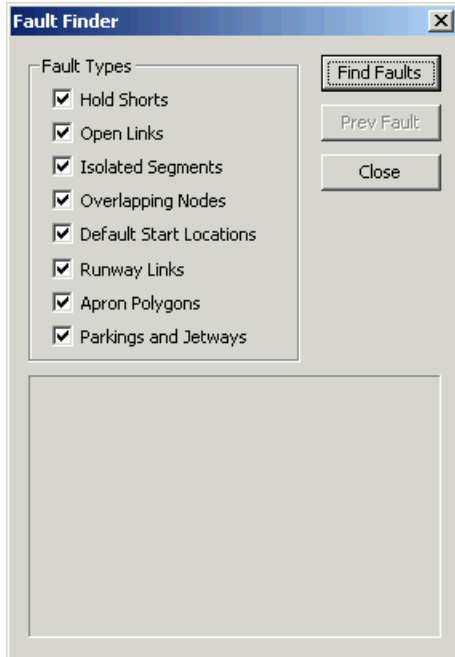 Fault Finder
Fault Types
Hold Shorts
Open Links
Isolated Segments
Overlapping Nodes
Default Start Locations
Runway Links
Apron Polygons
Parkings and Jetways
Find Faults
Prev Fault
Close